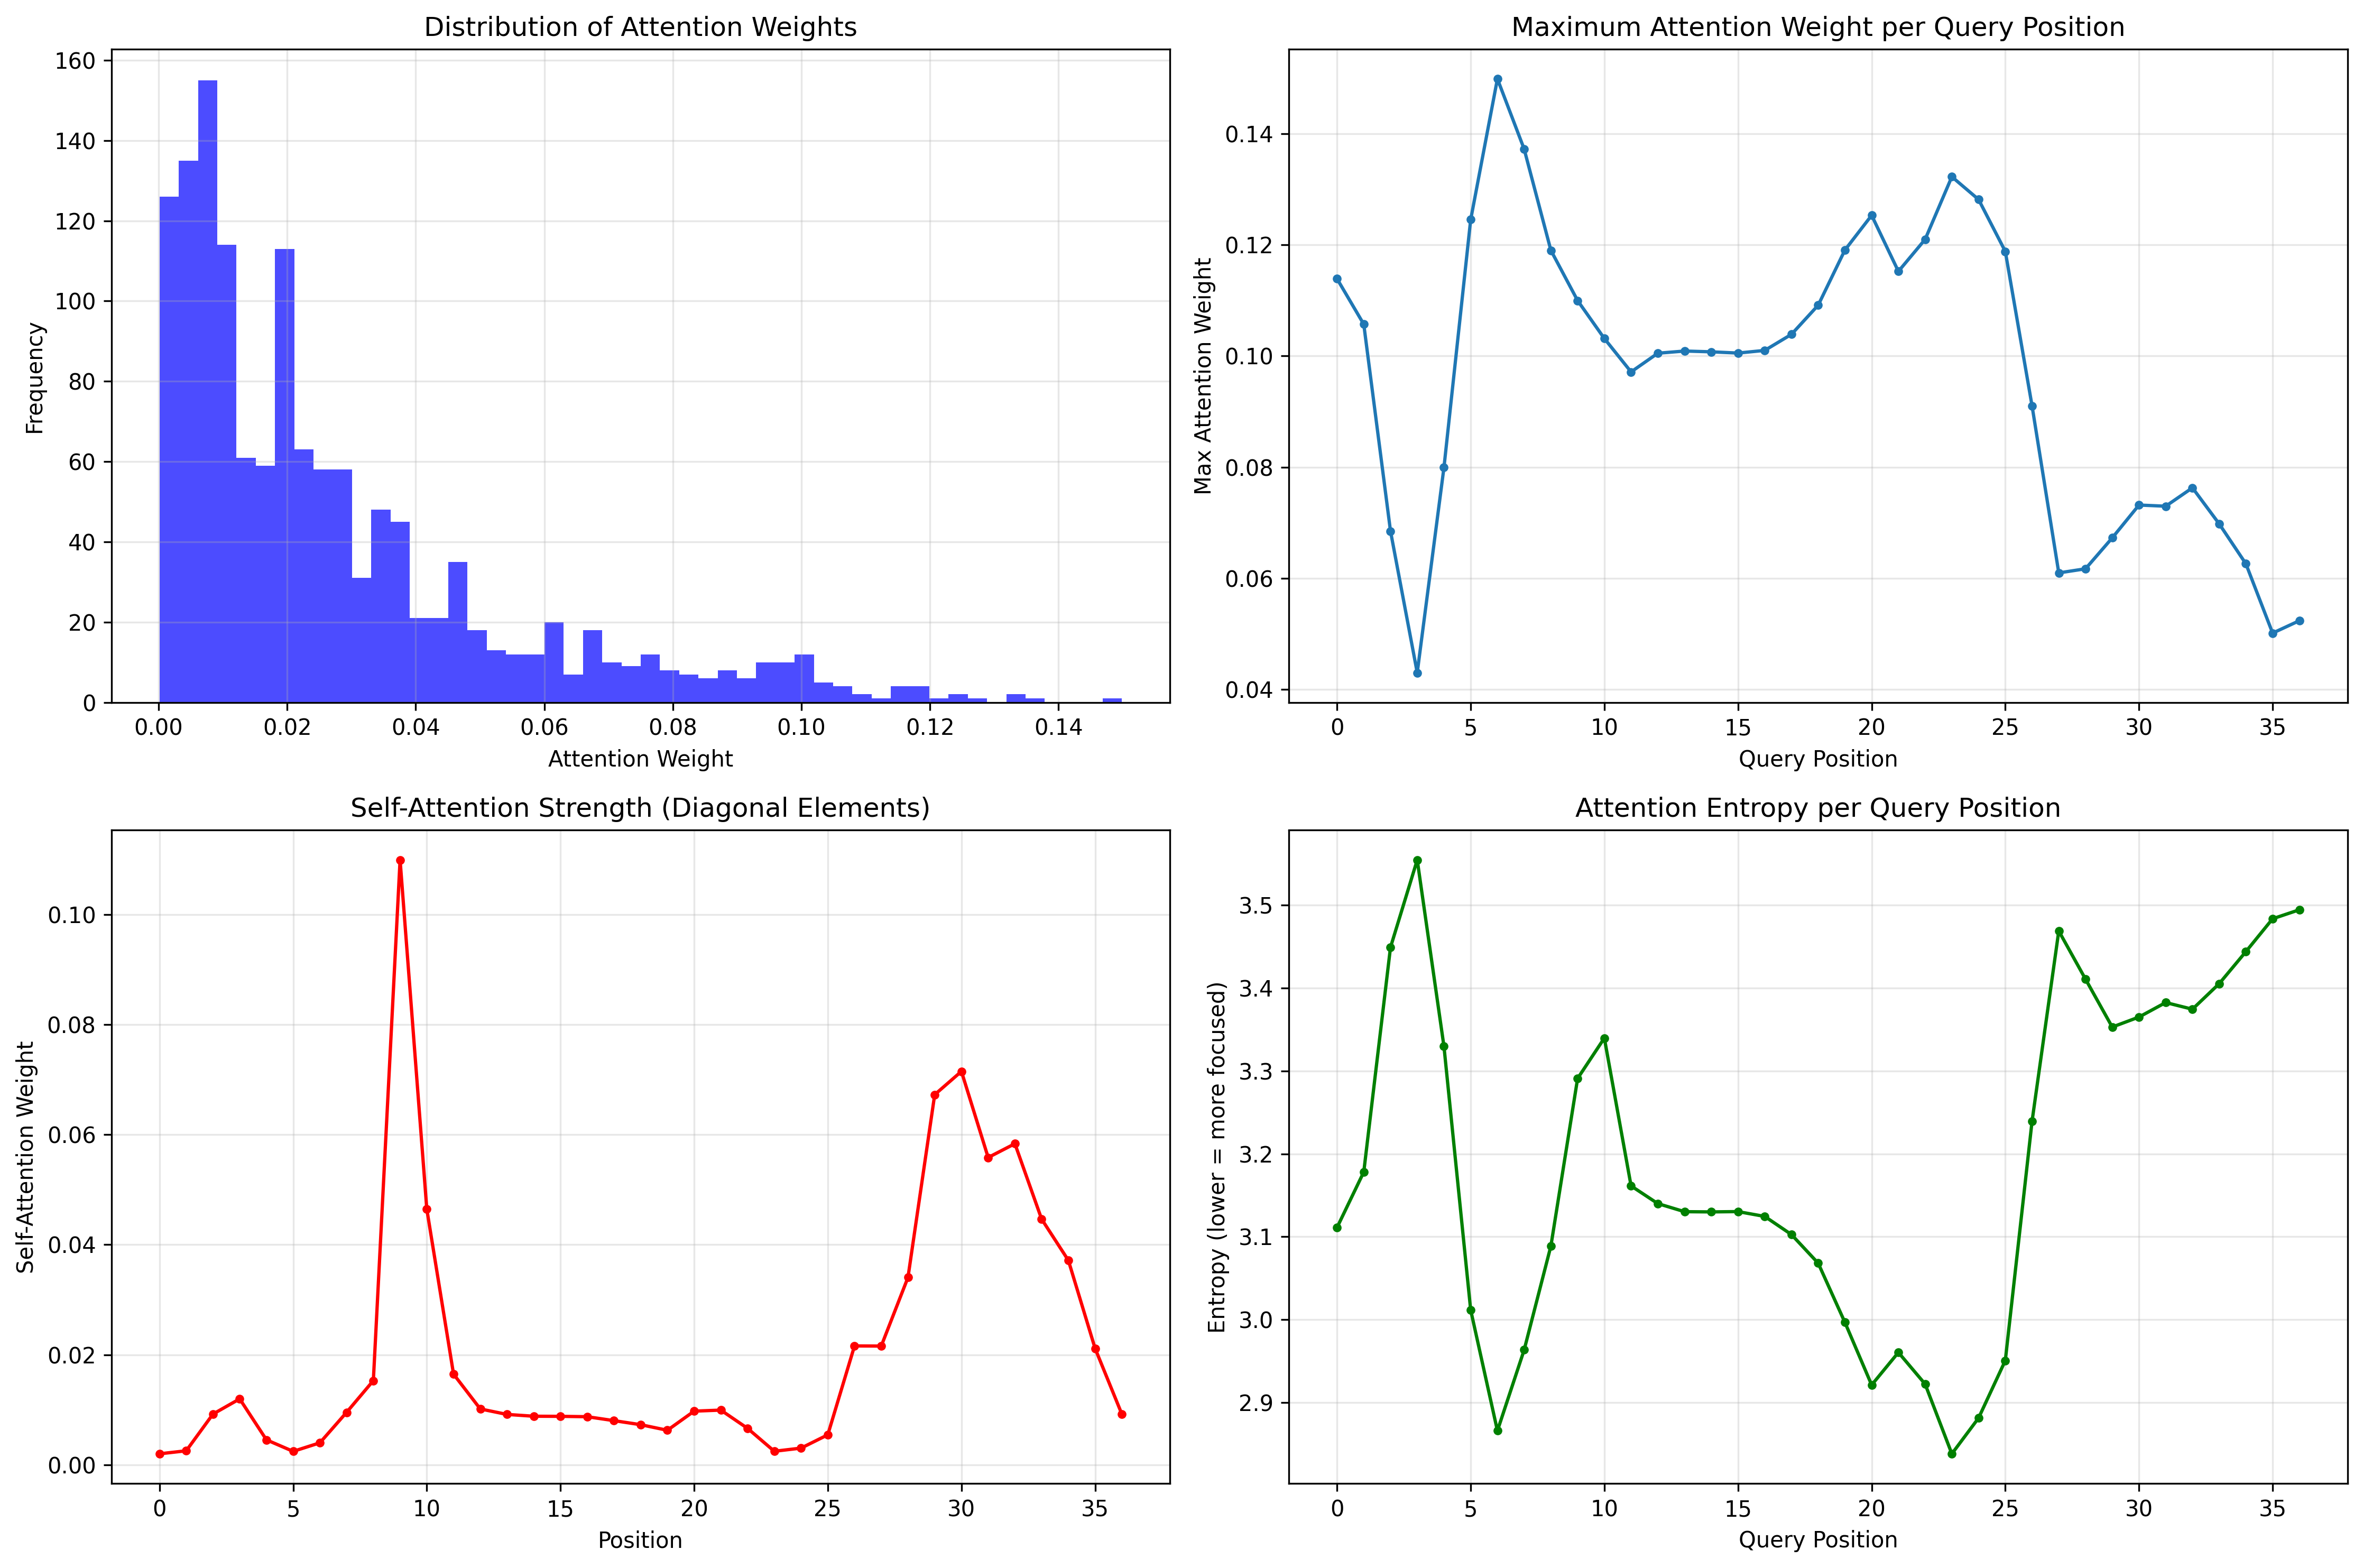 Distribution of Attention Weights
160
140
120
100
80
60
40
20
0
Frequency
0.00 0.02 0.04 0.06 0.08 0.10 0.12 0.14
Attention Weight
Maximum Attention Weight per Query Position
0.14
0.12
0.10
0.08
0.06
0.04
Max Attention Weight
0 5 10 15 20 25 30 35
Query Position
Self-Attention Strength (Diagonal Elements)
0.10
0.08
0.06
0.04
0.02
0.00
Self-Attention Weight
0 5 10 15 20 25 30 35
Position
Attention Entropy per Query Position
3.5
3.4
3.3
3.2
3.1
3.0
2.9
Entropy (lower = more focused)
0 5 10 15 20 25 30 35
Query Position